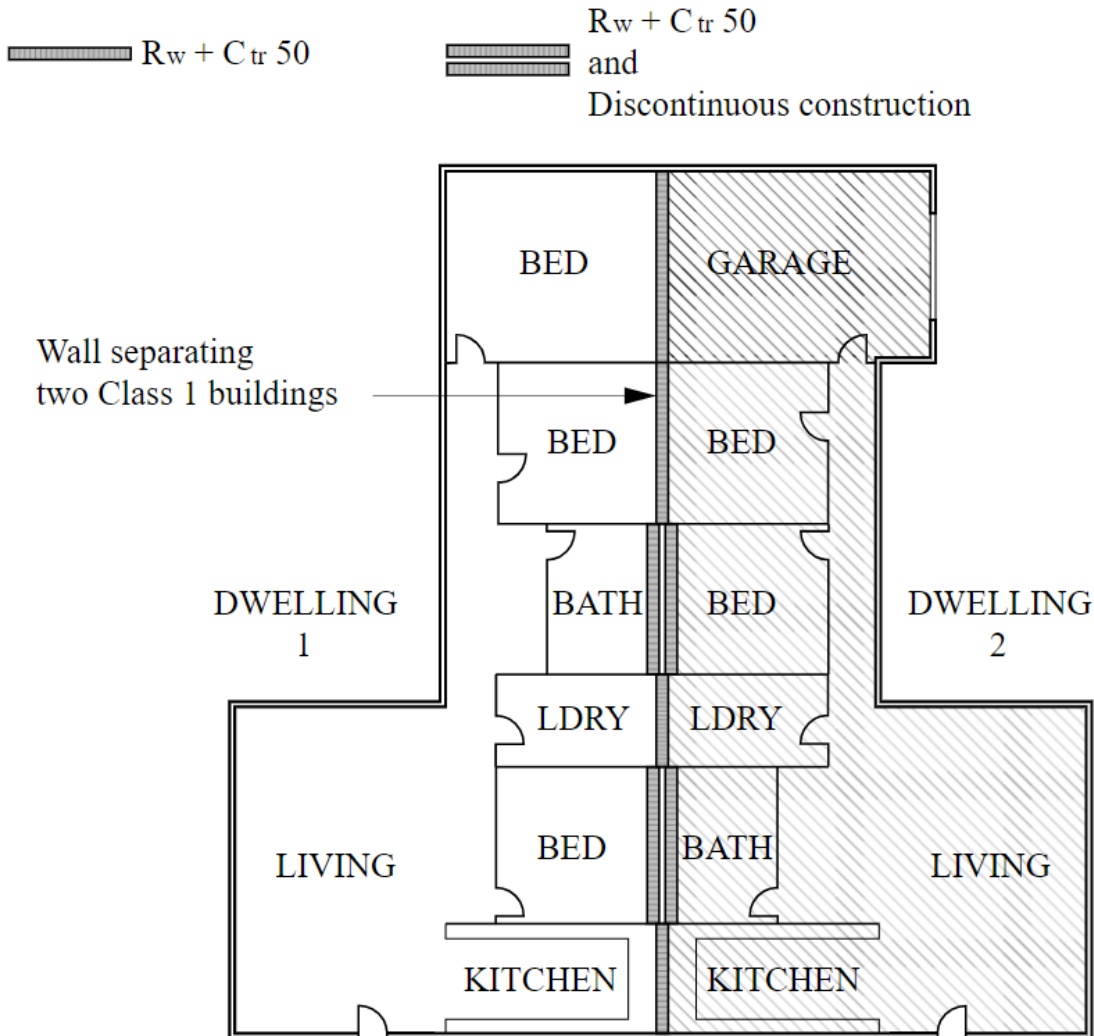 Rw + Ctr 50
Rw + Ctr 50
and
Discontinuous construction
BED
GARAGE
Wall separating
two Class 1 buildings
BED
BED
DWELLING
1
BATH
BED
DWELLING
2
LDRY
LDRY
LIVING
BED
BATH
LIVING
KITCHEN
KITCHEN